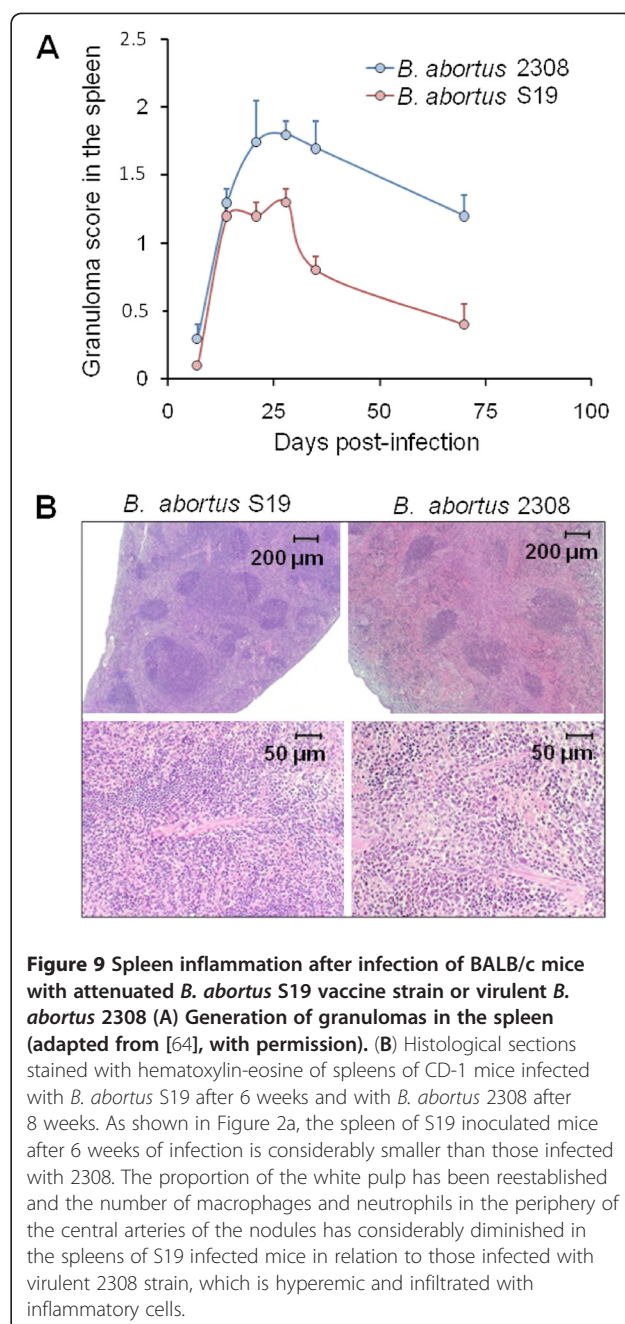 A
2.5
2
1.5
1
0.5
0
Granuloma score in the spleen
B. abortus 2308
B. abortus S19
0
25
50
75
100
Days post-infection
B
B. abortus S19
B. abortus 2308
200 µm
200 µm
50 µm
50 µm
Figure 9 Spleen inflammation after infection of BALB/c mice
with attenuated B. abortus S19 vaccine strain or virulent B.
abortus 2308 (A) Generation of granulomas in the spleen
(adapted from [64], with permission). (B) Histological sections
stained with hematoxylin-eosine of spleens of CD-1 mice infected
with B. abortus S19 after 6 weeks and with B. abortus 2308 after
8 weeks. As shown in Figure 2a, the spleen of S19 inoculated mice
after 6 weeks of infection is considerably smaller than those infected
with 2308. The proportion of the white pulp has been reestablished
and the number of macrophages and neutrophils in the periphery of
the central arteries of the nodules has considerably diminished in
the spleens of S19 infected mice in relation to those infected with
virulent 2308 strain, which is hyperemic and infiltrated with
inflammatory cells.